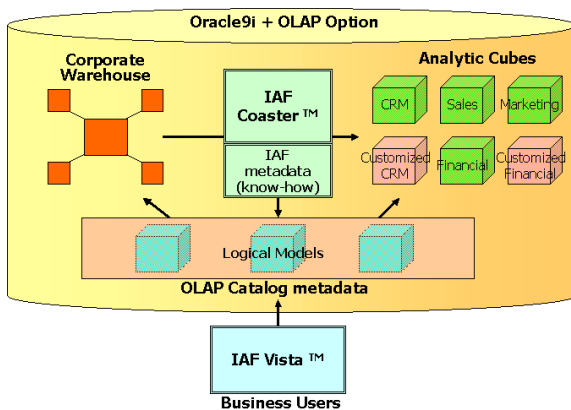 Oracle9i + OLAP Option
Corporate
Warehouse
Analytic Cubes
IAF
Coaster ™
IAF
metadata
(know-how)
CRM
Sales
Marketing
Customized
CRM
Financial
Customized
Financial
Logical Models
OLAP Catalog metadata
IAF Vista ™
Business Users